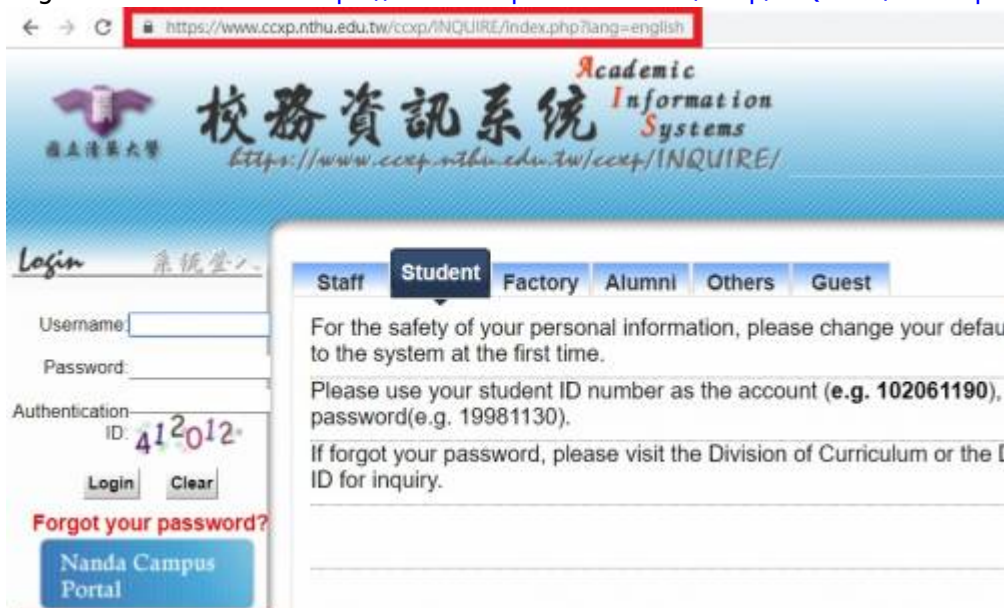 https://www.ccxp.nthu.edu.tw/ccxp/INQUIRE/index.php?lang=english
Academic
Information
Systems
校務資訊系統
國立清華大學
https://www.ccxp.nthu.edu.tw/ccxp/INQUIRE/
Login 系統登入
Staff Student Factory Alumni Others Guest
Username:
For the safety of your personal information, please change your defau
to the system at the first time.
Password:
Please use your student ID number as the account (e.g. 102061190),
password(e.g. 19981130).
Authentication
ID: 412012
If forgot your password, please visit the Division of Curriculum or the D
ID for inquiry.
Login Clear
Forgot your password?
Nanda Campus
Portal